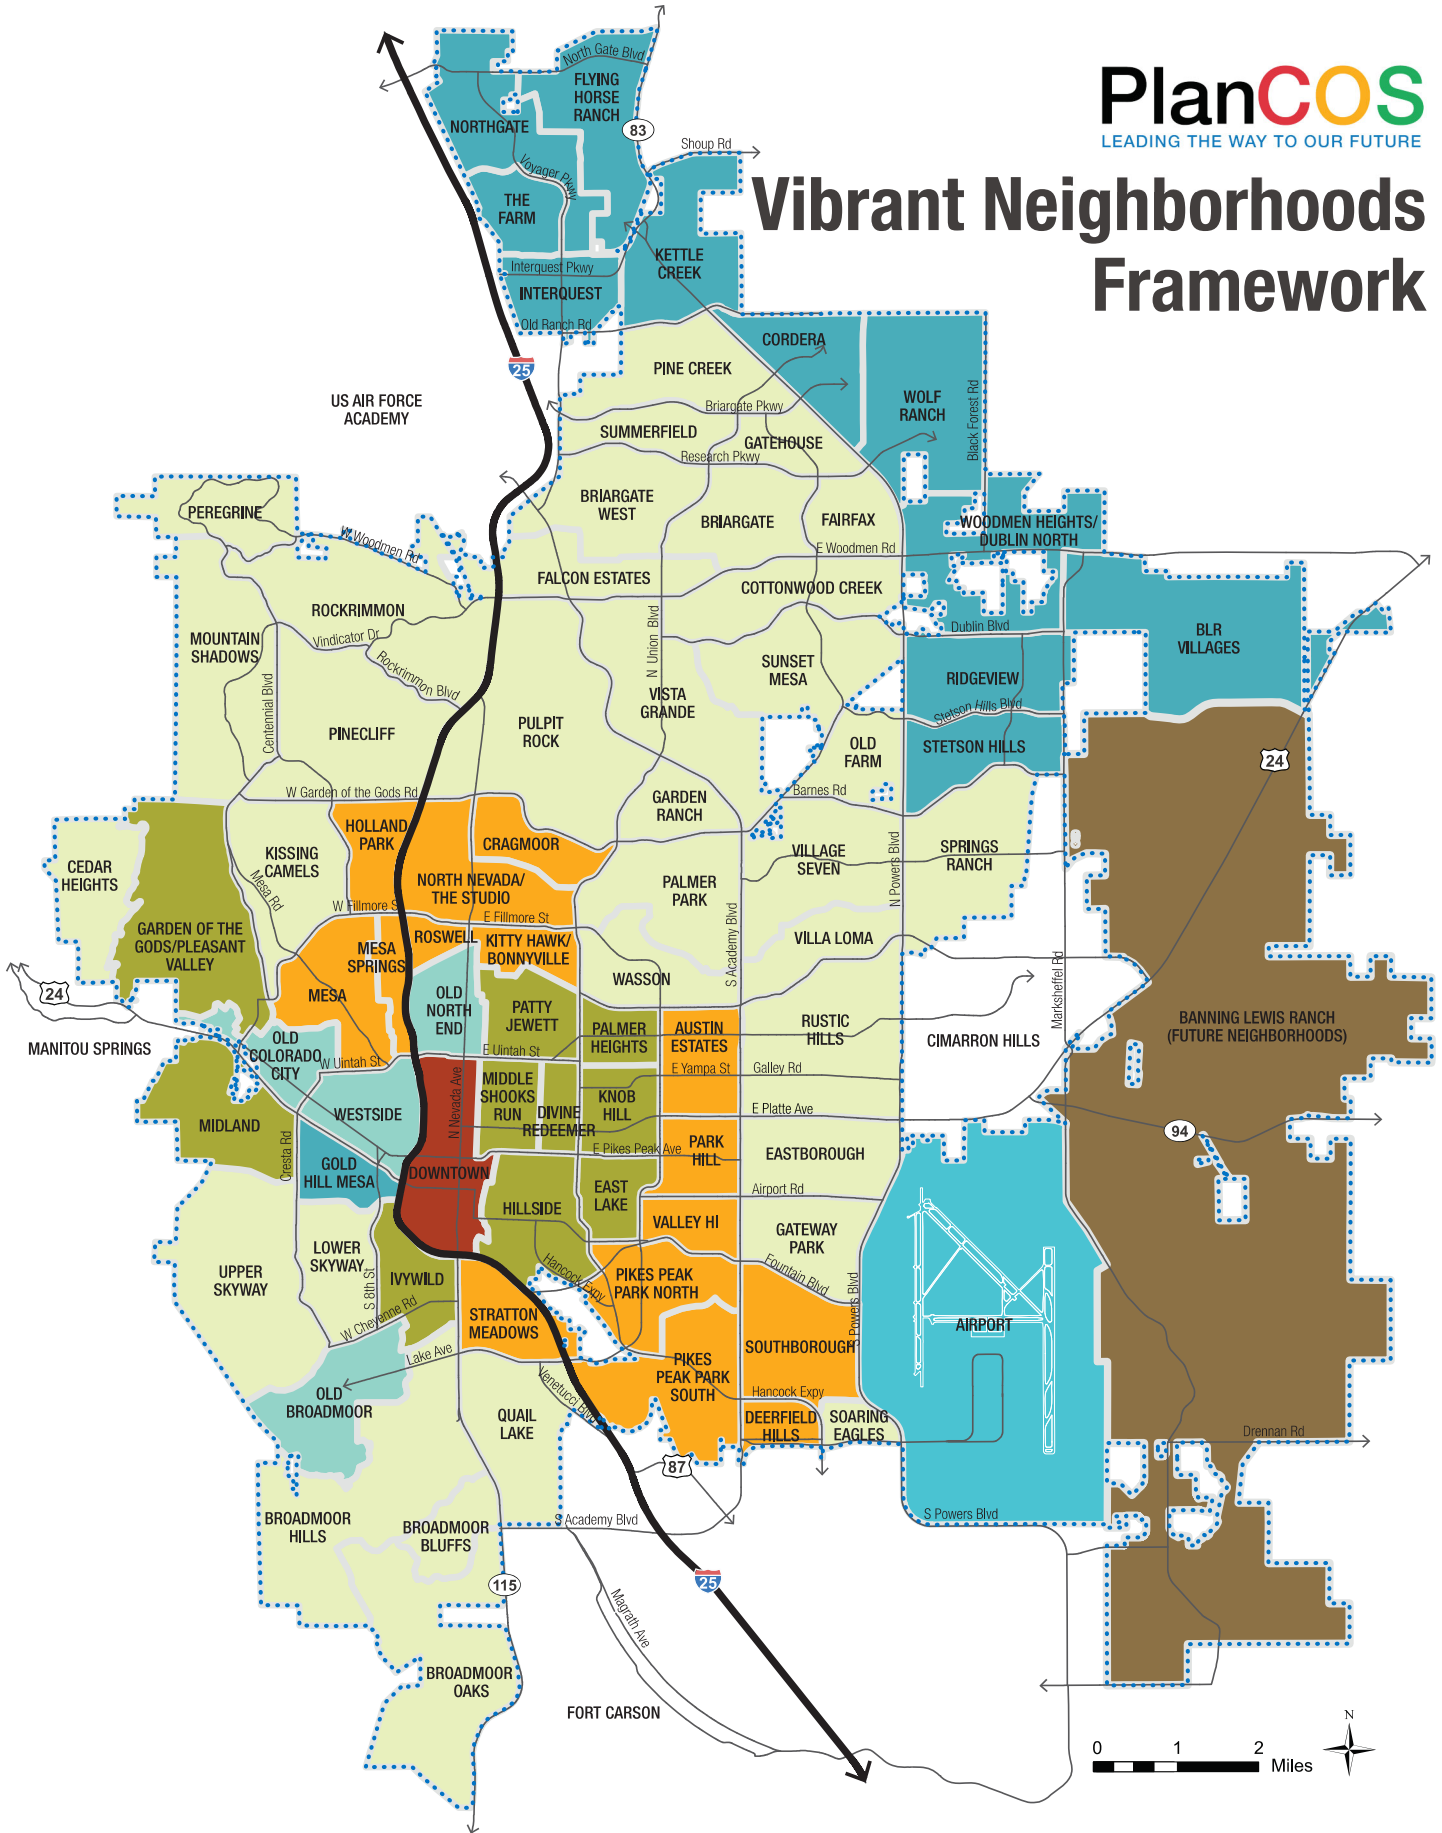 PlanCOS
LEADING THE WAY TO OUR FUTURE
Vibrant Neighborhoods
Framework
North Gate Blvd
FLYING
HORSE
RANCH
NORTHGATE
83
Shoup Rd
Voyager Pkwy
THE
FARM
KETTLE
CREEK
Interquest Pkwy
INTERQUEST
Old Ranch Rd
CORDERA
25
PINE CREEK
US AIR FORCE
ACADEMY
WOLF
RANCH
Black Forest Rd
Briargate Pkwy
SUMMERFIELD
GATEHOUSE
Research Pkwy
BRIARGATE
WEST
PEREGRINE
BRIARGATE
FAIRFAX
WOODMEN HEIGHTS/
DUBLIN NORTH
W Woodmen Rd
E Woodmen Rd
FALCON ESTATES
COTTONWOOD CREEK
ROCKRIMMON
Vindicator Dr
MOUNTAIN
SHADOWS
N Union Blvd
Dublin Blvd
BLR
VILLAGES
Rockrimmon Blvd
SUNSET
MESA
RIDGEVIEW
Centennial Blvd
VISTA
GRANDE
Stetson Hills Blvd
PINECLIFF
PULPIT
ROCK
OLD
FARM
STETSON HILLS
24
W Garden of the Gods Rd
Barnes Rd
GARDEN
RANCH
HOLLAND
PARK
CRAGMOOR
KISSING
CAMELS
CEDAR
HEIGHTS
VILLAGE
SEVEN
SPRINGS
RANCH
N Powers Blvd
Mesa Rd
NORTH NEVADA/
THE STUDIO
PALMER
PARK
W Fillmore S
E Fillmore St
GARDEN OF THE
GODS/PLEASANT
VALLEY
ROSWELL
KITTY HAWK/
BONNYVILLE
MESA
SPRINGS
VILLA LOMA
S Academy Blvd
WASSON
Marksheffel Rd
24
MESA
OLD
NORTH
END
PATTY
JEWETT
PALMER
HEIGHTS
AUSTIN
ESTATES
RUSTIC
HILLS
BANNING LEWIS RANCH
(FUTURE NEIGHBORHOODS)
CIMARRON HILLS
MANITOU SPRINGS
OLD
COLORADO
CITY
W Uintah St
E Uintah St
E Yampa St
Galley Rd
MIDDLE
SHOOKS
RUN
DIVINE
REDEEMER
KNOB
HILL
WESTSIDE
N Nevada Ave
E Platte Ave
MIDLAND
94
Cresta Rd
E Pikes Peak Ave
PARK
HILL
EASTBOROUGH
GOLD
HILL MESA
DOWNTOWN
EAST
LAKE
Airport Rd
HILLSIDE
VALLEY HI
GATEWAY
PARK
LOWER
SKYWAY
UPPER
SKYWAY
S 8th St
IVYWILD
Hancock Expy
PIKES PEAK
PARK NORTH
Fountain Blvd
S Powers Blvd
W Cheyenne Rd
STRATTON
MEADOWS
AIRPORT
SOUTHBOROUGH
Lake Ave
Venetucci Blvd
PIKES
PEAK PARK
SOUTH
OLD
BROADMOOR
Hancock Expy
QUAIL
LAKE
DEERFIELD
HILLS
SOARING
EAGLES
Drennan Rd
87
BROADMOOR
HILLS
BROADMOOR
BLUFFS
S Academy Blvd
S Powers Blvd
115
25
Magrath Ave
BROADMOOR
OAKS
FORT CARSON
N
0 1 2
Miles